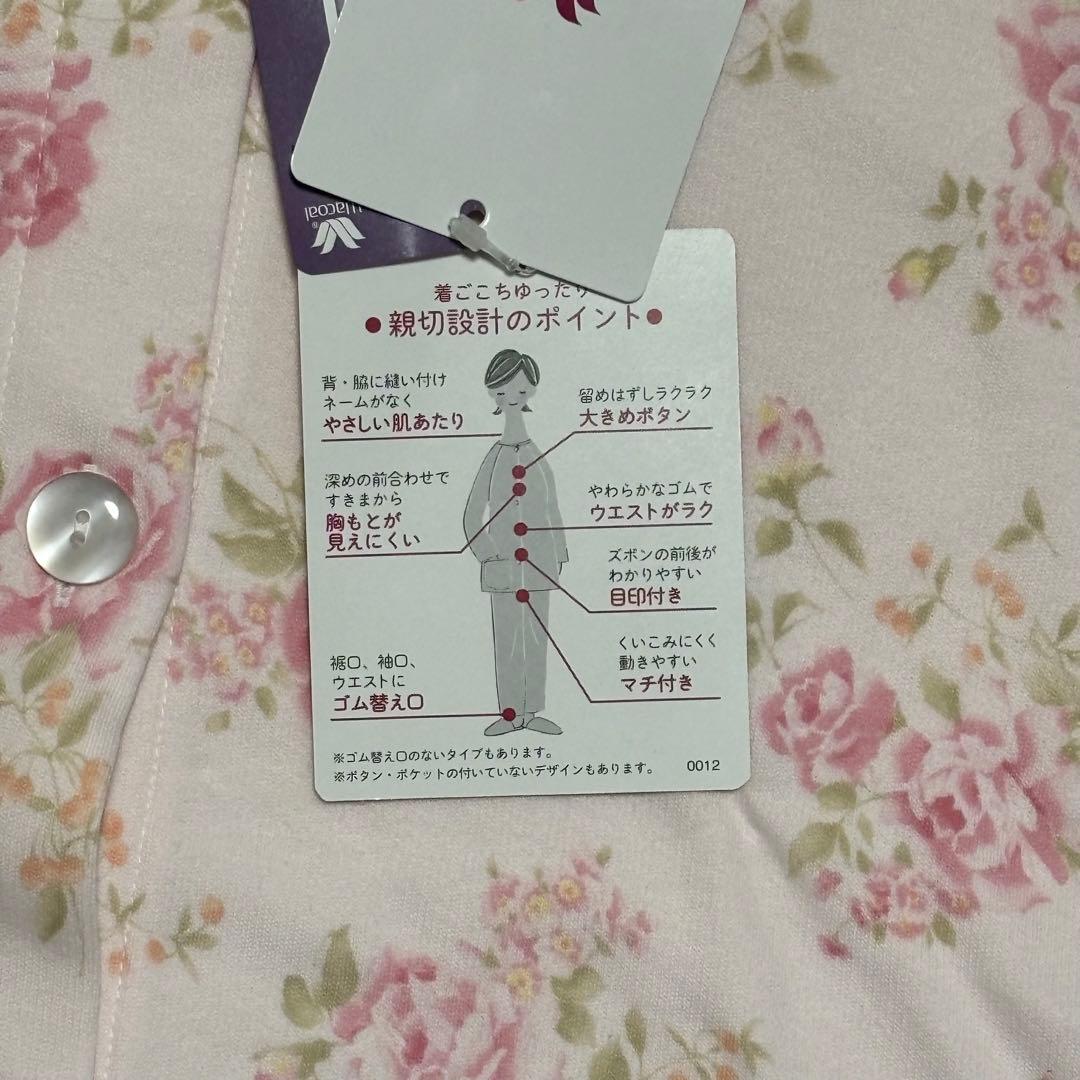 Wacoal
着ごこちゆったり
●親切設計のポイント●
背・脇に縫い付け
ネームがなく
やさしい肌あたり
深めの前合わせで
すきまから
胸もとが
見えにくい
裾口、袖口、
ウエストに
ゴム替え口
留めはずしラクラク
大きめボタン
やわらかなゴムで
ウエストがラク
ズボンの前後が
わかりやすい
目印付き
くいこみにくく
動きやすい
マチ付き
※ゴム替え口のないタイプもあります。
※ボタン・ポケットの付いていないデザインもあります。
0012